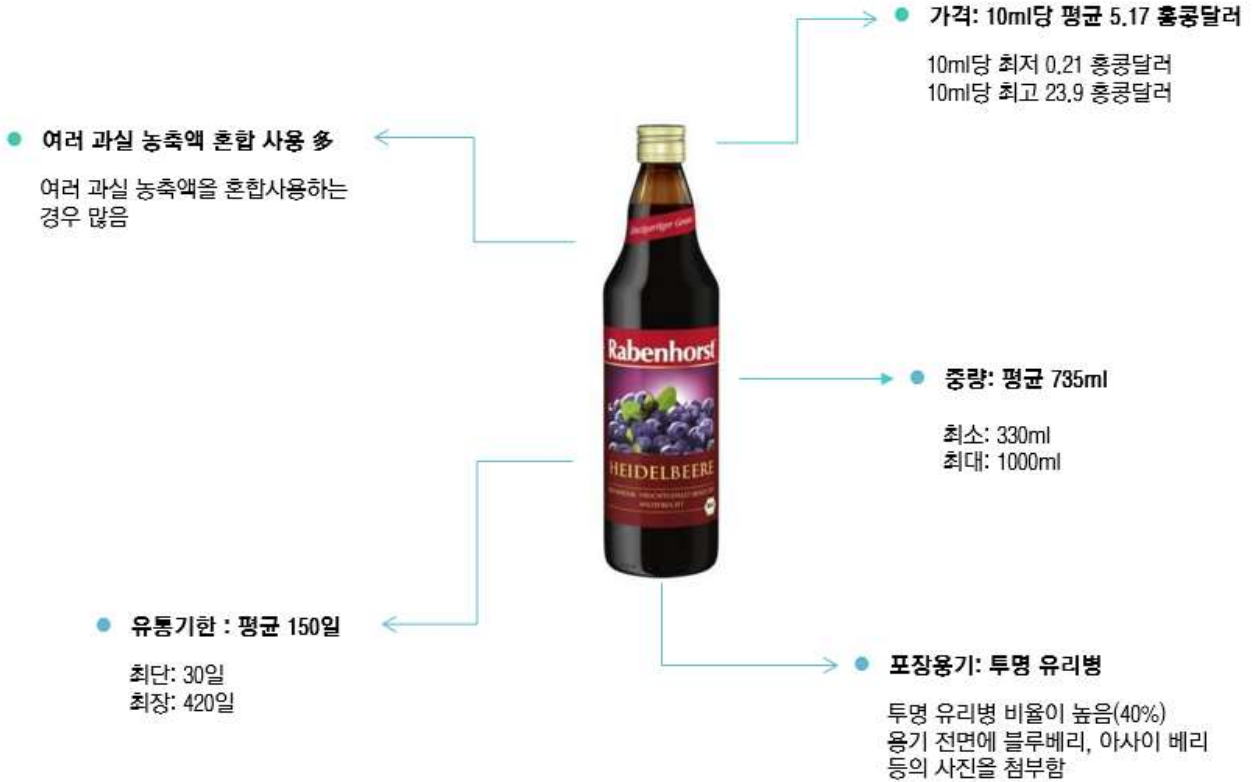 가격: 10ml당 평균 5.17 홍콩달러
10ml당 최저 0.21 홍콩달러
10ml당 최고 23.9 홍콩달러
여러 과실 농축액 혼합 사용 多
여러 과실 농축액을 혼합사용하는
경우 많음
Rabenhorst
HEIDELBEERE
중량: 평균 735ml
최소: 330ml
최대: 1000ml
유통기한 : 평균 150일
최단: 30일
최장: 420일
포장용기: 투명 유리병
투명 유리병 비율이 높음(40%)
용기 전면에 블루베리, 아사이 베리
등의 사진을 첨부함